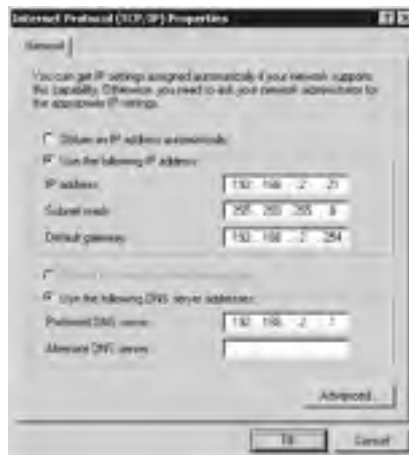 Internet Protocol (TCP/IP) Properties
General
You can get IP settings assigned automatically if your network supports
this capability. Otherwise, you need to ask your network administrator for
the appropriate IP settings.
Obtain an IP address automatically
Use the following IP address:
IP address: 192 . 168 . 2 .
Subnet mask: 255 . 255 . 255 . 0
Default gateway: 192 . 168 . 2 . 254
Use the following DNS server addresses:
Preferred DNS server: 192 . 168 . 2 .
Alternate DNS server:
Advanced...
OK Cancel